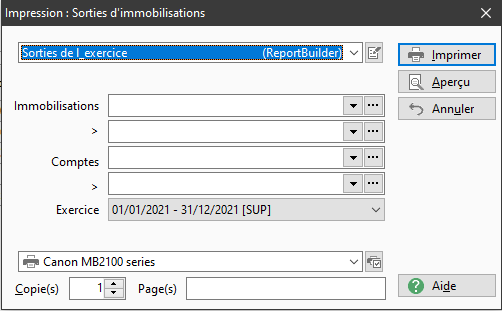 Impression : Sorties d'immobilisations
Sorties de l_exercice (ReportBuilder)
Imprimer
Aperçu
Immobilisations
Annuler
>
Comptes
>
Exercice 01/01/2021 - 31/12/2021 [SUP]
Canon MB2100 series
Copie(s) 1 Page(s)
Aide